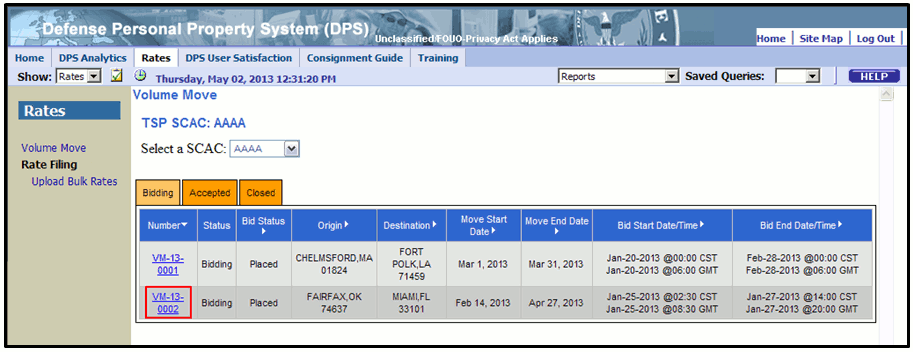 Defense Personal Property System (DPS)
Unclassified/FOUO-Privacy Act Applies
Home | Site Map | Log Out |
Home DPS Analytics Rates DPS User Satisfaction Consignment Guide Training
Show: Rates Thursday, May 02, 2013 12:31:20 PM Reports Saved Queries: HELP
Rates
Volume Move
Rate Filing
Upload Bulk Rates
Volume Move
TSP SCAC: AAAA
Select a SCAC: AAAA
Bidding Accepted Closed
Number Status Bid Status Origin Destination Move Start Date Move End Date Bid Start Date/Time Bid End Date/Time
VM-13-0001 Bidding Placed CHELMSFORD,MA 01824 FORT POLK,LA 71459 Mar 1, 2013 Mar 31, 2013 Jan-20-2013 @00:00 CST Jan-20-2013 @06:00 GMT Feb-28-2013 @00:00 CST Feb-28-2013 @06:00 GMT
VM-13-0002 Bidding Placed FAIRFAX,OK 74637 MIAMI,FL 33101 Feb 14, 2013 Apr 27, 2013 Jan-25-2013 @02:30 CST Jan-25-2013 @08:30 GMT Jan-27-2013 @14:00 CST Jan-27-2013 @20:00 GMT